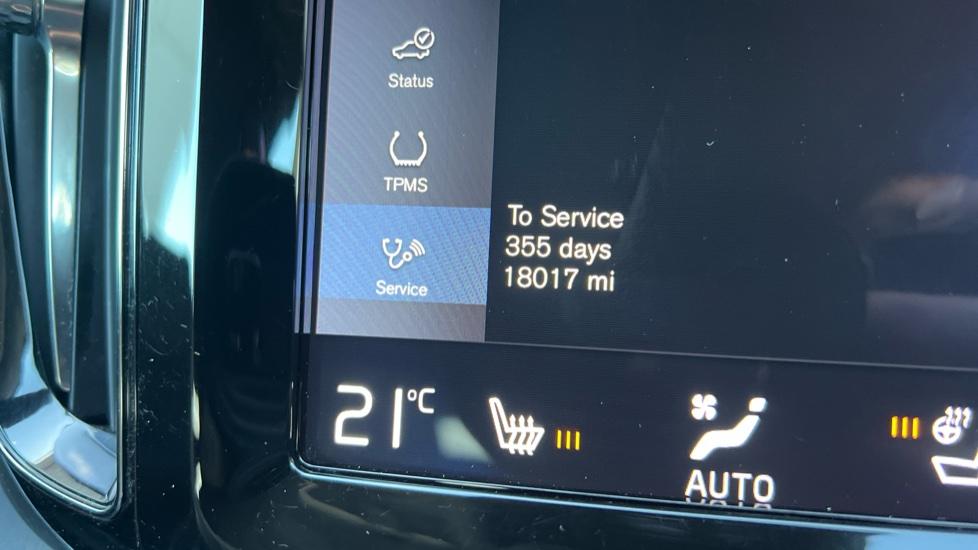 Status
TPMS
Service
To Service
355 days
18017 mi
21°C
AUTO